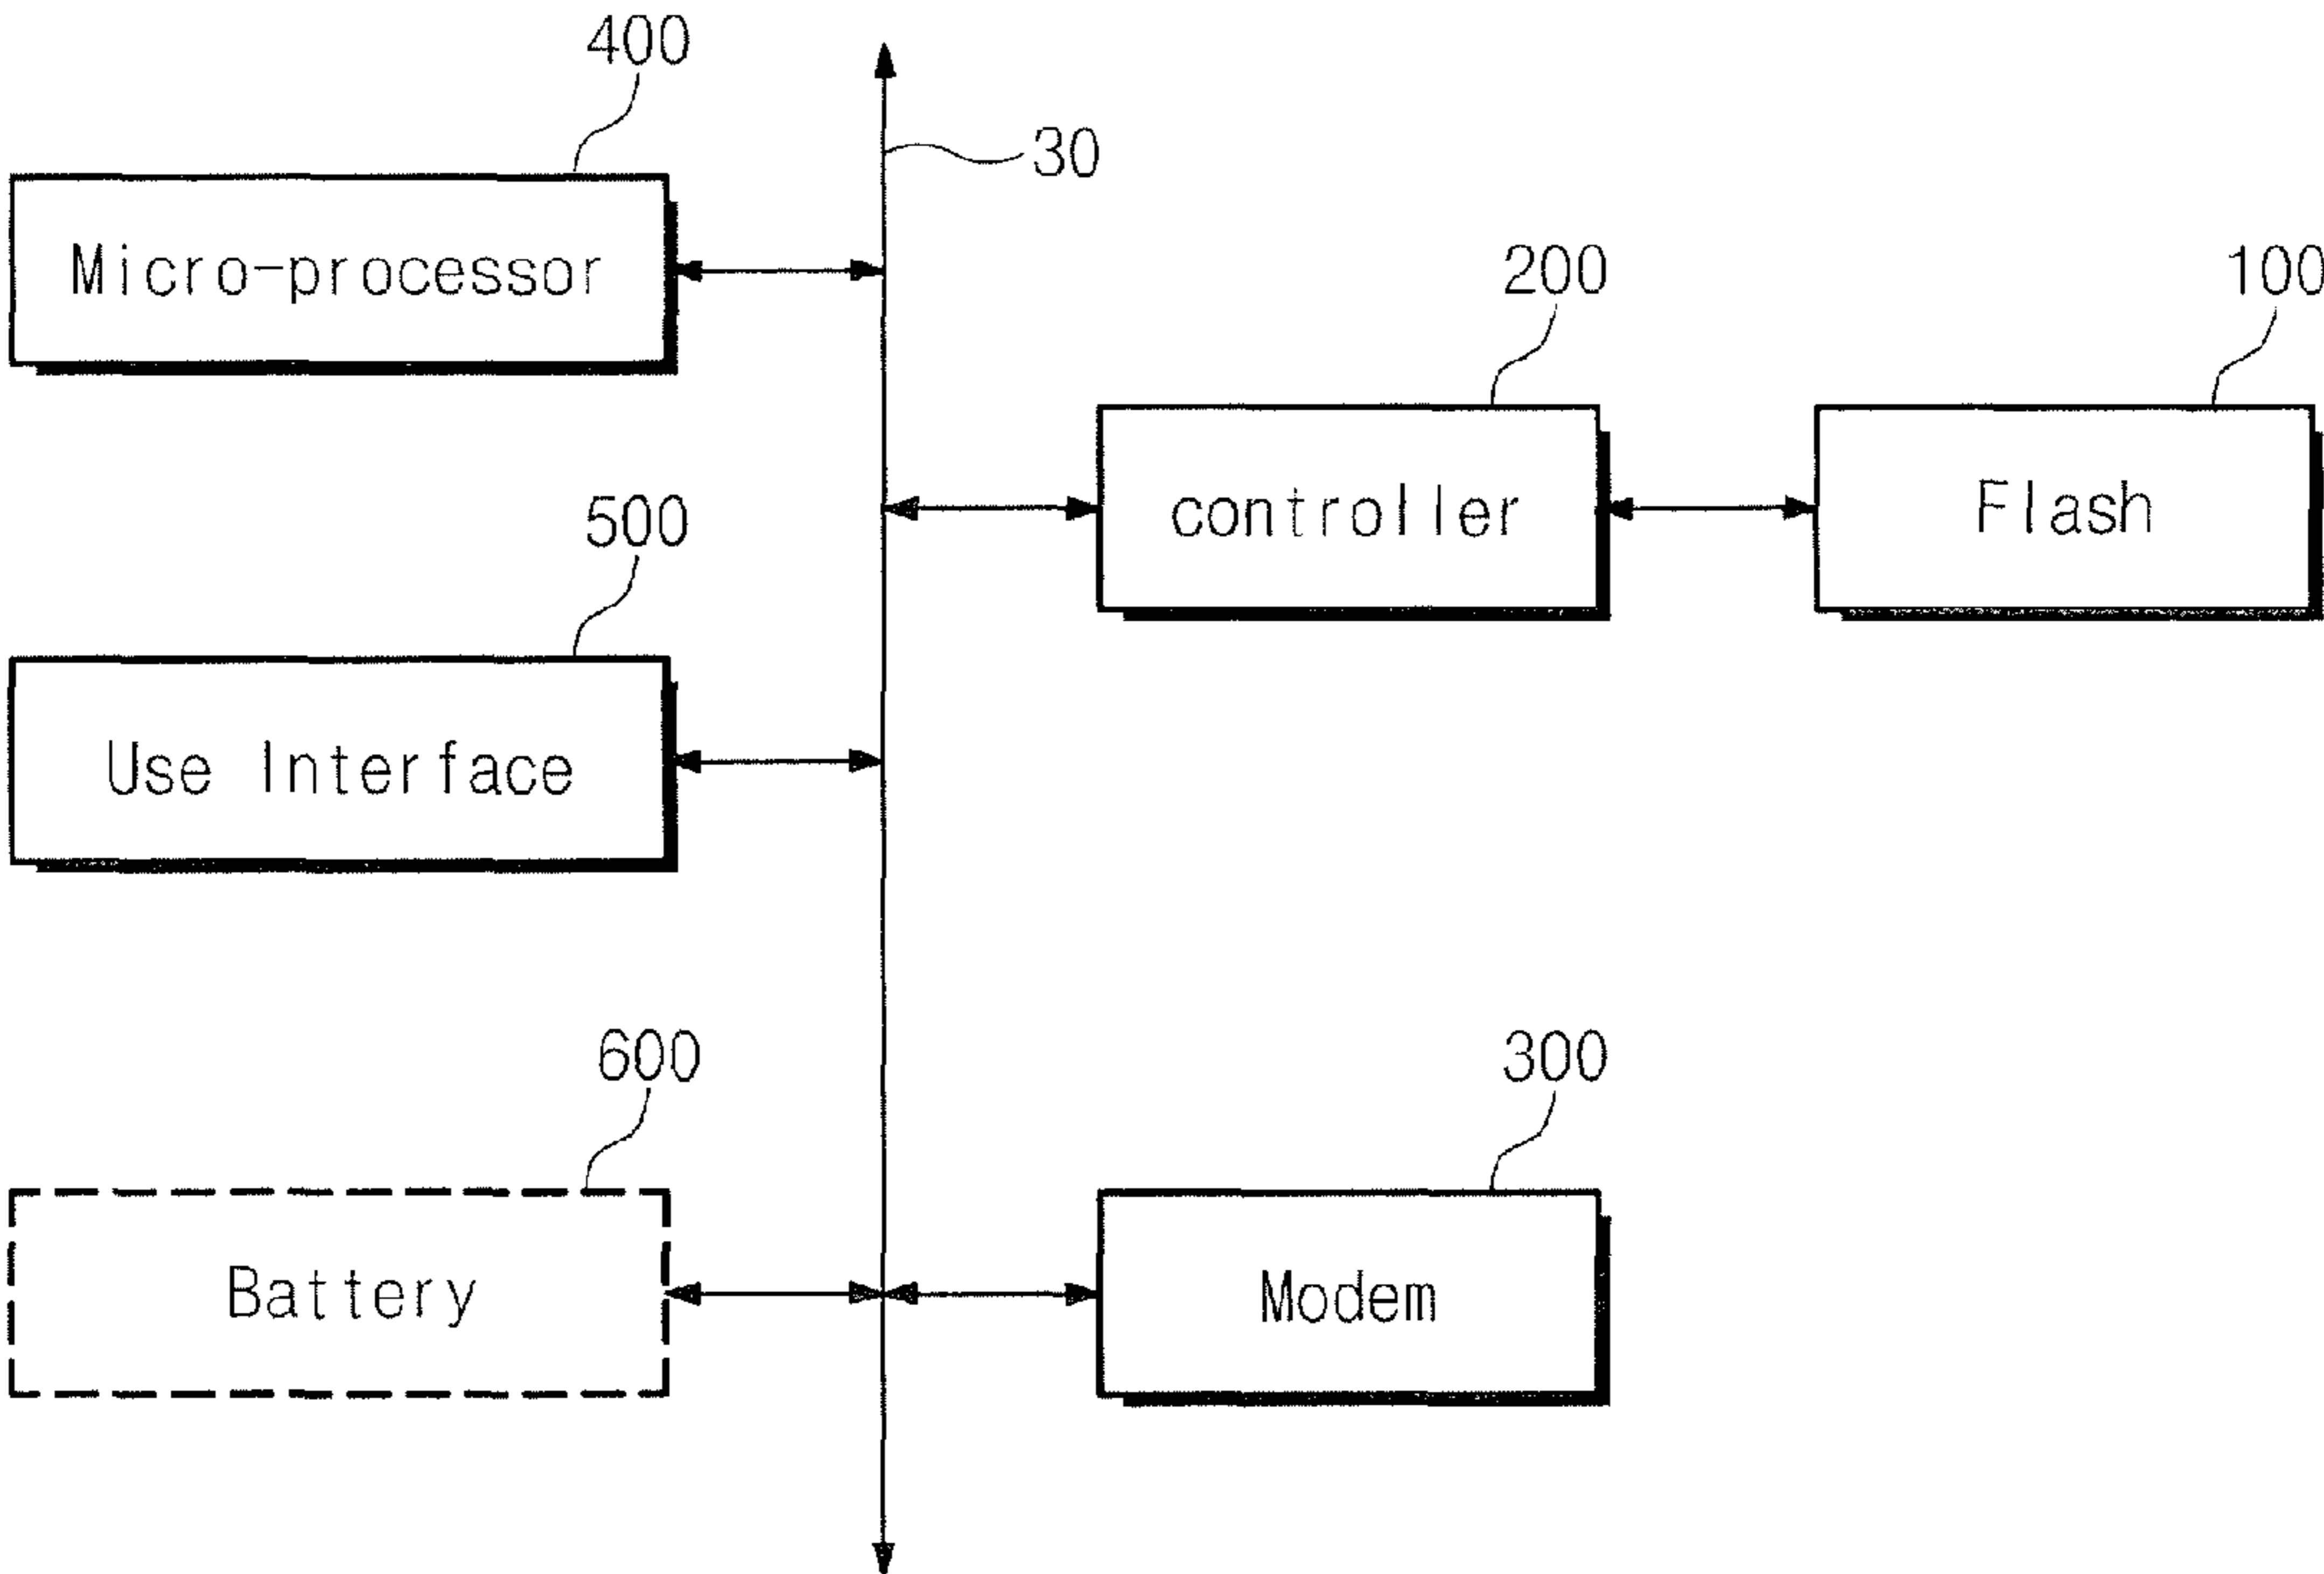 400
30
Micro-processor
200
100
controller
Flash
500
Use Interface
600
300
Battery
Modem